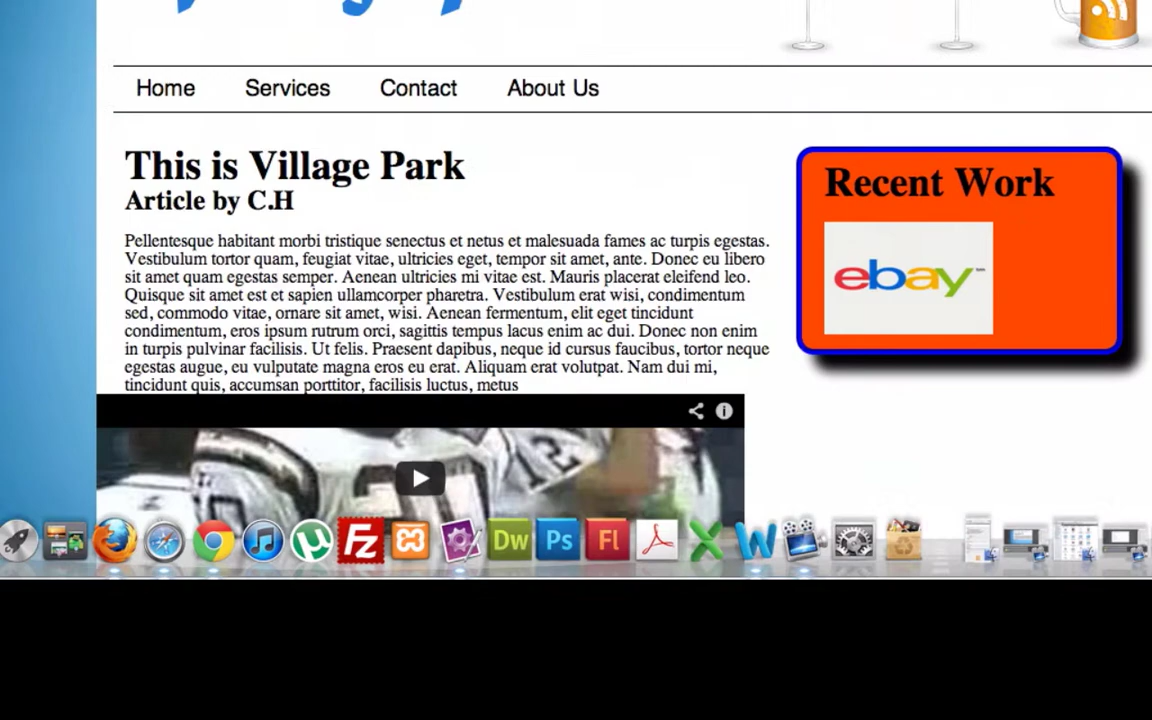 Home Services Contact About Us
This is Village Park
Article by C.H
Pellentesque habitant morbi tristique senectus et netus et malesuada fames ac turpis egestas.
Vestibulum tortor quam, feugiat vitae, ultricies eget, tempor sit amet, ante. Donec eu libero
sit amet quam egestas semper. Aenean ultricies mi vitae est. Mauris placerat eleifend leo.
Quisque sit amet est et sapien ullamcorper pharetra. Vestibulum erat wisi, condimentum
sed, commodo vitae, ornare sit amet, wisi. Aenean fermentum, elit eget tincidunt
condimentum, eros ipsum rutrum orci, sagittis tempus lacus enim ac dui. Donec non enim
in turpis pulvinar facilisis. Ut felis. Praesent dapibus, neque id cursus faucibus, tortor neque
egestas augue, eu vulputate magna eros eu erat. Aliquam erat volutpat. Nam dui mi,
tincidunt quis, accumsan porttitor, facilisis luctus, metus
Recent Work
ebay
Fz Dw Ps Fl X W